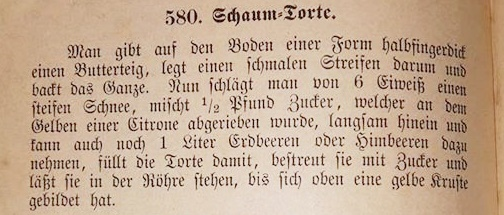 580. Schaum-Torte.
Man gibt auf den Boden einer Form halbfingerdick
einen Butterteig, legt einen schmalen Streifen darum und
backt das Ganze. Nun schlägt man von 6 Eiweiß einen
steifen Schnee, mischt 1/2 Pfund Zucker, welcher an dem
Gelben einer Citrone abgerieben wurde, langsam hinein und
kann auch noch 1 Liter Erdbeeren oder Himbeeren dazu
nehmen, füllt die Torte damit, bestreut sie mit Zucker und
läßt sie in der Röhre stehen, bis sich oben eine gelbe Kruste
gebildet hat.